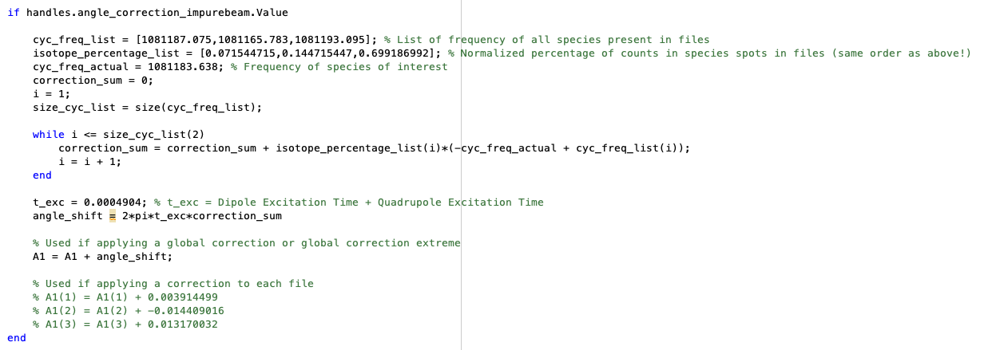 if handles.angle_correction_impurebeam.Value
cyc_freq_list = [1081187.075,1081165.783,1081193.095]; % List of frequency of all species present in files
isotope_percentage_list = [0.071544715,0.144715447,0.699186992]; % Normalized percentage of counts in species spots in files (same order as above!)
cyc_freq_actual = 1081183.638; % Frequency of species of interest
correction_sum = 0;
i = 1;
size_cyc_list = size(cyc_freq_list);
while i <= size_cyc_list(2)
correction_sum = correction_sum + isotope_percentage_list(i)*(-cyc_freq_actual + cyc_freq_list(i));
i = i + 1;
end
t_exc = 0.0004904; % t_exc = Dipole Excitation Time + Quadrupole Excitation Time
angle_shift = 2*pi*t_exc*correction_sum
% Used if applying a global correction or global correction extreme
A1 = A1 + angle_shift;
% Used if applying a correction to each file
% A1(1) = A1(1) + 0.003914499
% A1(2) = A1(2) + -0.014409016
% A1(3) = A1(3) + 0.013170032
end